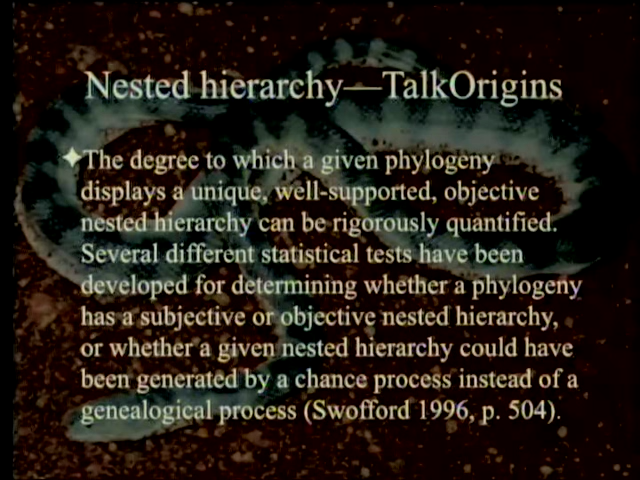 Nested hierarchy—TalkOrigins
✦The degree to which a given phylogeny
displays a unique, well-supported, objective
nested hierarchy can be rigorously quantified.
Several different statistical tests have been
developed for determining whether a phylogeny
has a subjective or objective nested hierarchy,
or whether a given nested hierarchy could have
been generated by a chance process instead of a
genealogical process (Swofford 1996, p. 504).